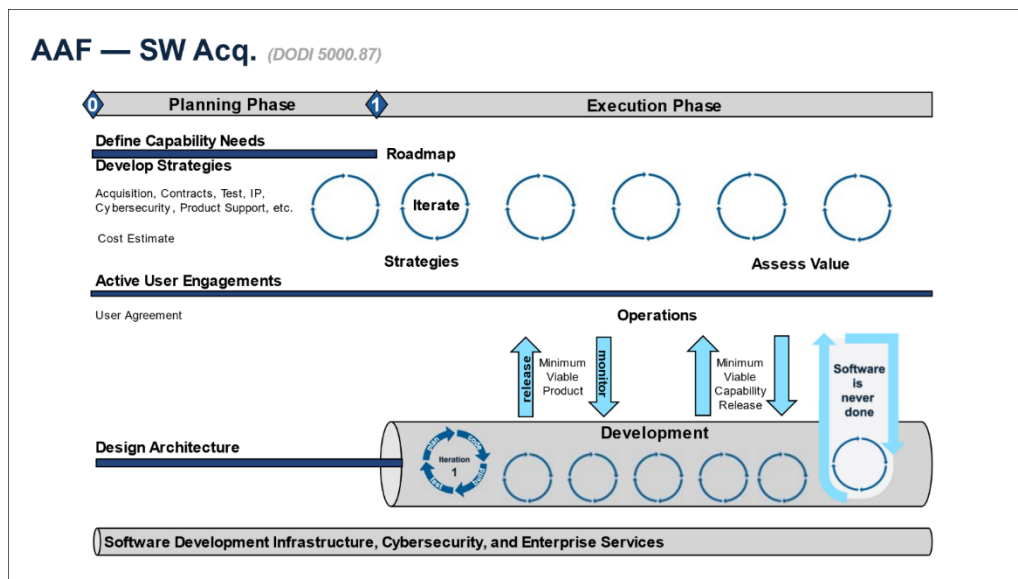 AAF — SW Acq. (DODI 5000.87)
0 Planning Phase 1 Execution Phase
Define Capability Needs
Roadmap
Develop Strategies
Acquisition, Contracts, Test, IP,
Cybersecurity, Product Support, etc.
Iterate
Cost Estimate
Strategies
Assess Value
Active User Engagements
User Agreement
Operations
release
Minimum
Viable
Product
monitor
Minimum
Viable
Capability
Release
Software
is
never
done
Development
Design Architecture
plan
code
build
test
Iteration
1
Software Development Infrastructure, Cybersecurity, and Enterprise Services